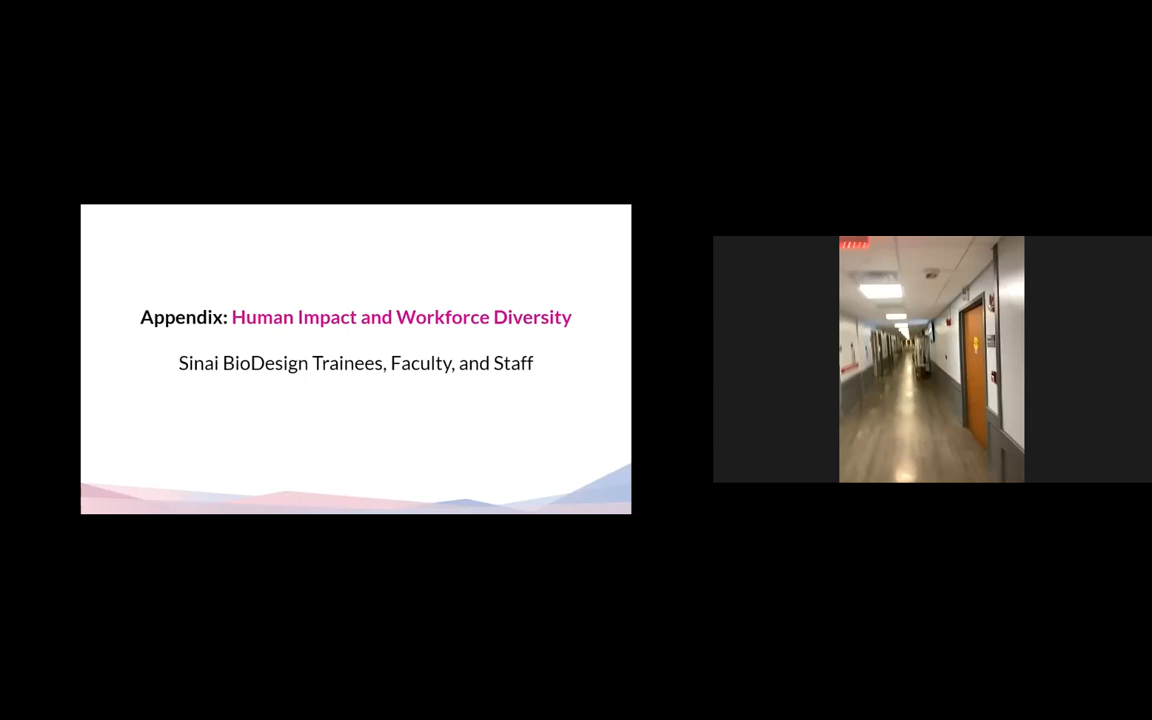 Appendix: Human Impact and Workforce Diversity
Sinai BioDesign Trainees, Faculty, and Staff